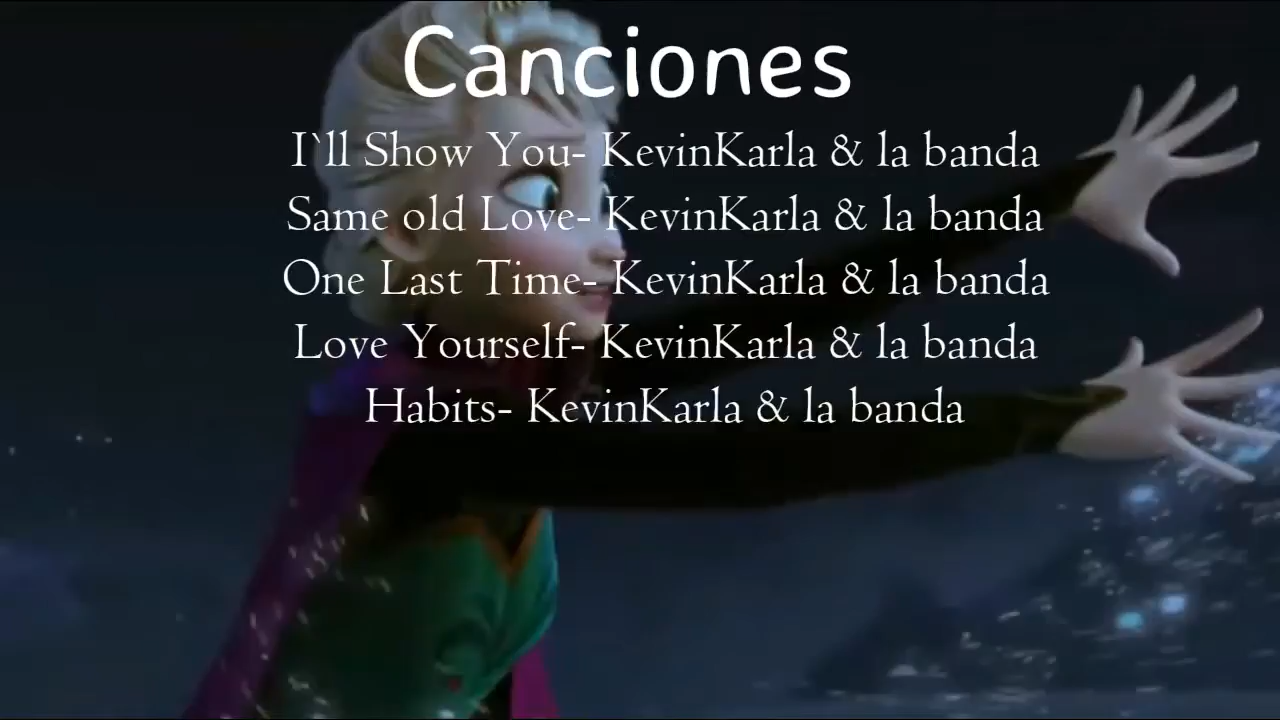 Canciones
I`ll Show You- KevinKarla & la banda
Same old Love- KevinKarla & la banda
One Last Time- KevinKarla & la banda
Love Yourself- KevinKarla & la banda
Habits- KevinKarla & la banda